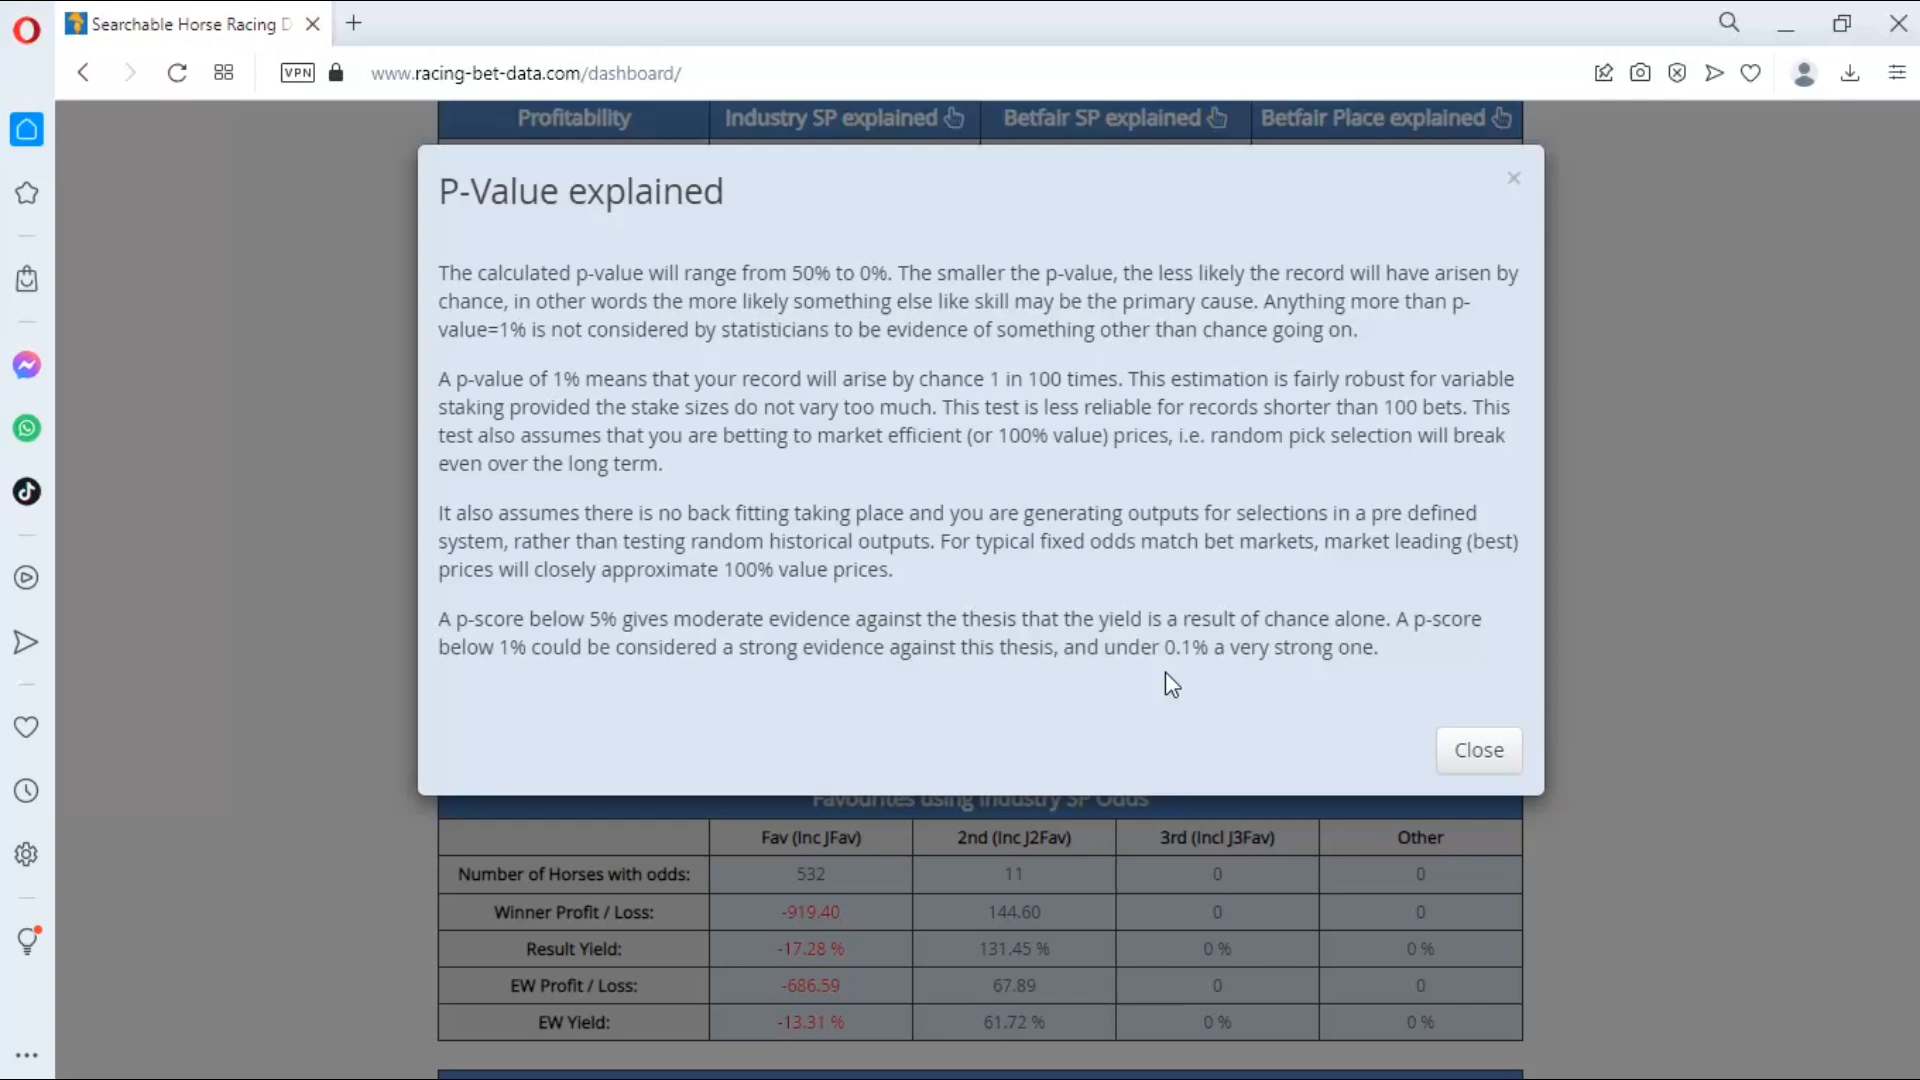 Searchable Horse Racing D
VPN
www.racing-bet-data.com/dashboard/
Profitability Industry SP explained Betfair SP explained Betfair Place explained
P-Value explained
×
The calculated p-value will range from 50% to 0%. The smaller the p-value, the less likely the record will have arisen by
chance, in other words the more likely something else like skill may be the primary cause. Anything more than p-
value=1% is not considered by statisticians to be evidence of something other than chance going on.
A p-value of 1% means that your record will arise by chance 1 in 100 times. This estimation is fairly robust for variable
staking provided the stake sizes do not vary too much. This test is less reliable for records shorter than 100 bets. This
test also assumes that you are betting to market efficient (or 100% value) prices, i.e. random pick selection will break
even over the long term.
It also assumes there is no back fitting taking place and you are generating outputs for selections in a pre defined
system, rather than testing random historical outputs. For typical fixed odds match bet markets, market leading (best)
prices will closely approximate 100% value prices.
A p-score below 5% gives moderate evidence against the thesis that the yield is a result of chance alone. A p-score
below 1% could be considered a strong evidence against this thesis, and under 0.1% a very strong one.
Close
Favourites using Industry SP Odds
Fav (Inc JFav) 2nd (Inc J2Fav) 3rd (Incl J3Fav) Other
Number of Horses with odds: 532 11 0 0
Winner Profit / Loss: -919.40 144.60 0 0
Result Yield: -17.28 % 131.45 % 0 % 0 %
EW Profit / Loss: -686.59 67.89 0 0
EW Yield: -13.31 % 61.72 % 0 % 0 %